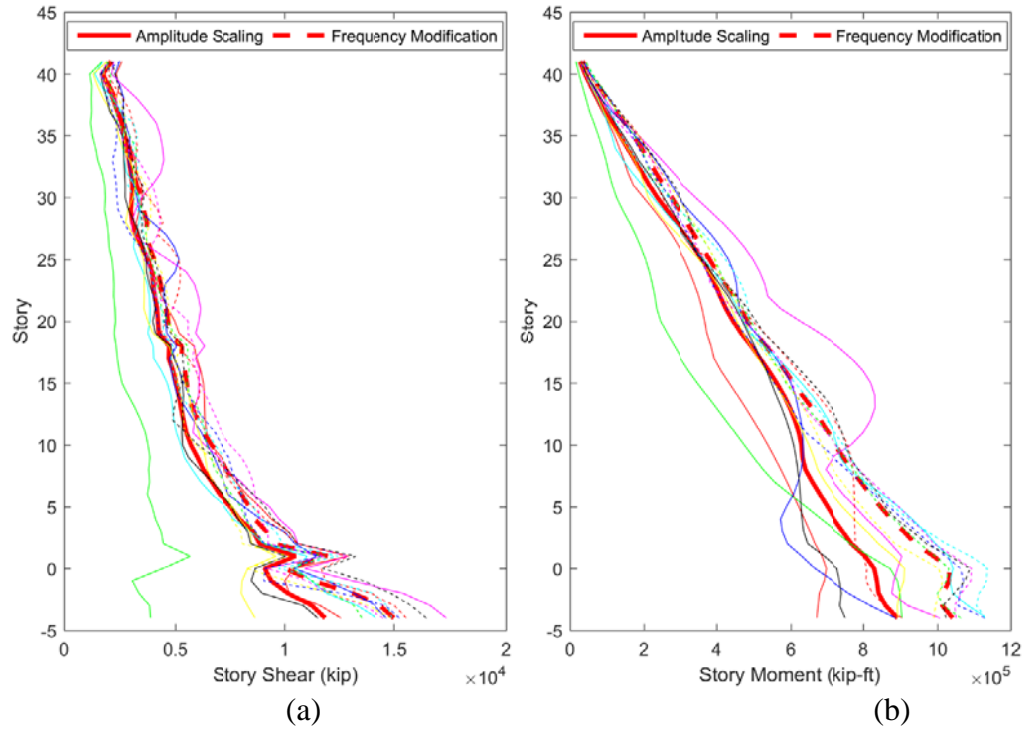 Amplitude Scaling Frequency Modification
45
40
35
30
25
20
15
10
5
0
-5
Story
0 0.5 1 1.5 2
Story Shear (kip)
×10⁴
(a)
Amplitude Scaling Frequency Modification
45
40
35
30
25
20
15
10
5
0
-5
Story
0 2 4 6 8 10 12
Story Moment (kip-ft)
×10⁵
(b)